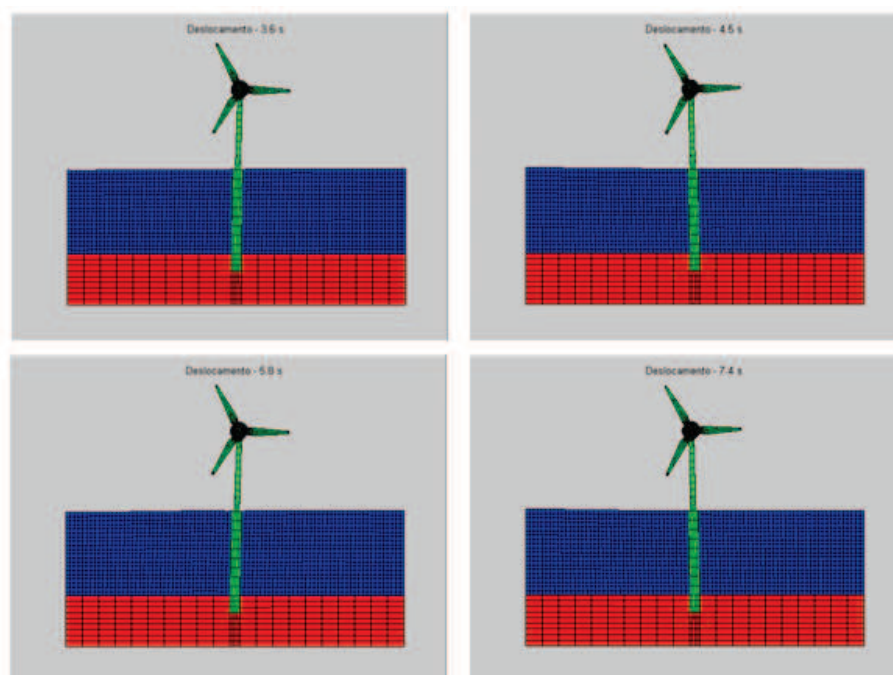 Deslocamento - 3.6 s
Deslocamento - 4.5 s
Deslocamento - 5.8 s
Deslocamento - 7.4 s